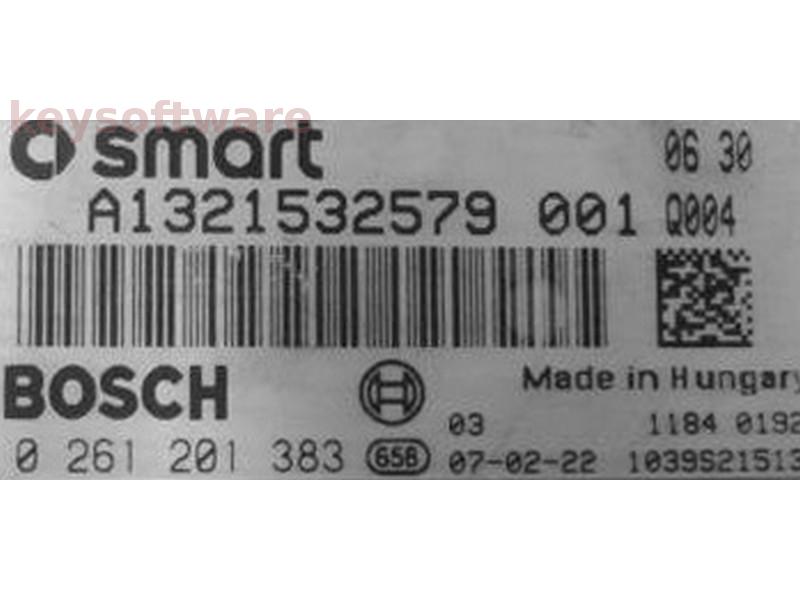 keysoftware
smart 06 30
A1321532579 001 Q004
BOSCH Made in Hungary
03 1184 0192
0 261 201 383 658 07-02-22 1039S21513